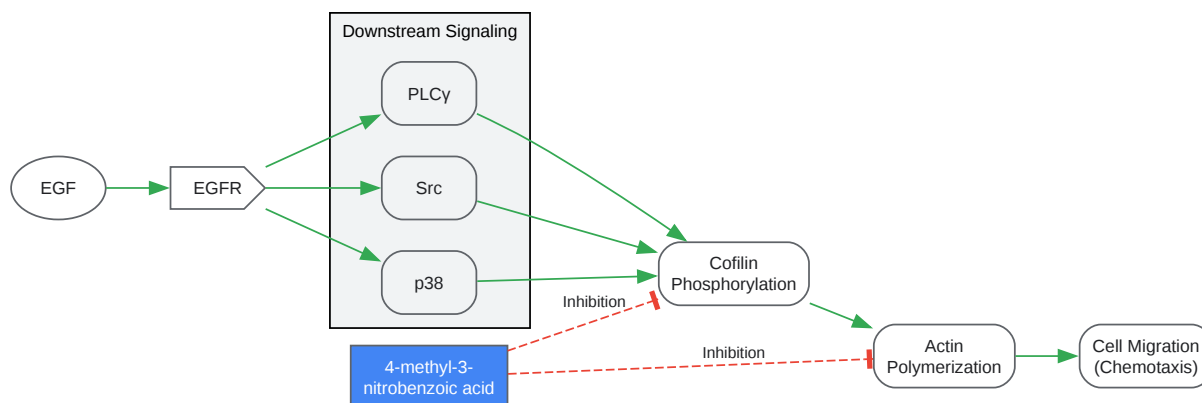 Downstream Signaling
PLCγ
EGF
EGFR
Src
p38
Cofilin
Phosphorylation
Inhibition
4-methyl-3-
nitrobenzoic acid
Inhibition
Actin
Polymerization
Cell Migration
(Chemotaxis)